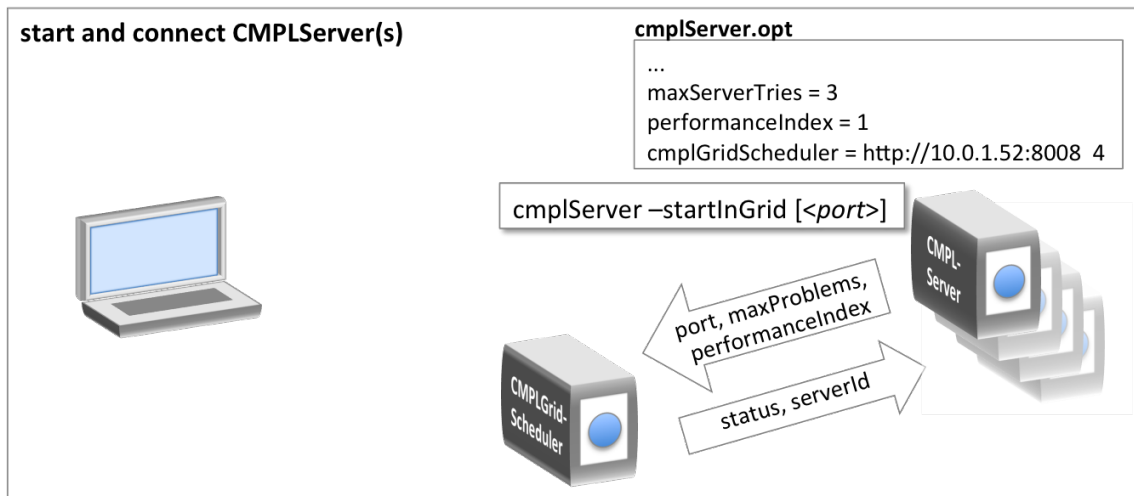 start and connect CMPLServer(s)
cmplServer.opt
...
maxServerTries = 3
performanceIndex = 1
cmplGridScheduler = http://10.0.1.52:8008 4
cmplServer –startInGrid [<port>]
CMPL-
Server
port, maxProblems,
performanceIndex
CMPLGrid-
Scheduler
status, serverId